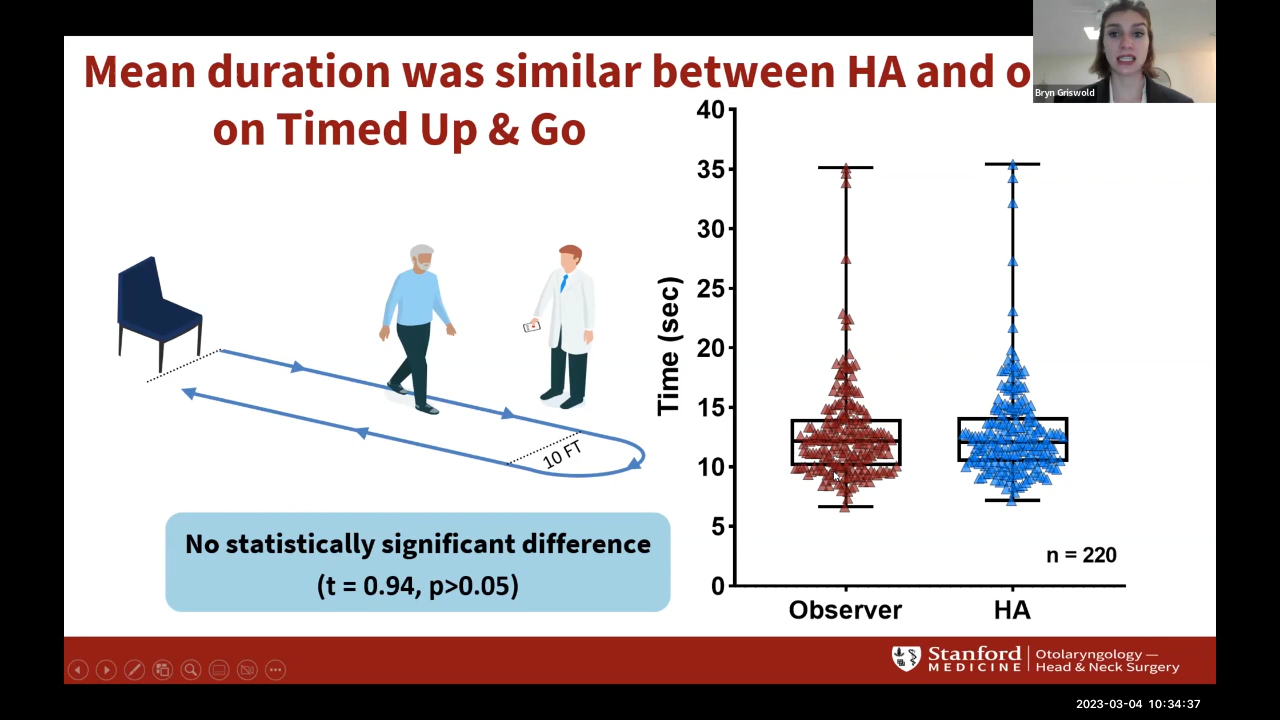 Mean duration was similar between HA and o
on Timed Up & Go
Bryn Griswold
10 FT
No statistically significant difference
(t = 0.94, p>0.05)
Time (sec)
40
35
30
25
20
15
10
5
0
n = 220
Observer
HA
Stanford
MEDICINE
Otolaryngology —
Head & Neck Surgery
2023-03-04 10:34:37